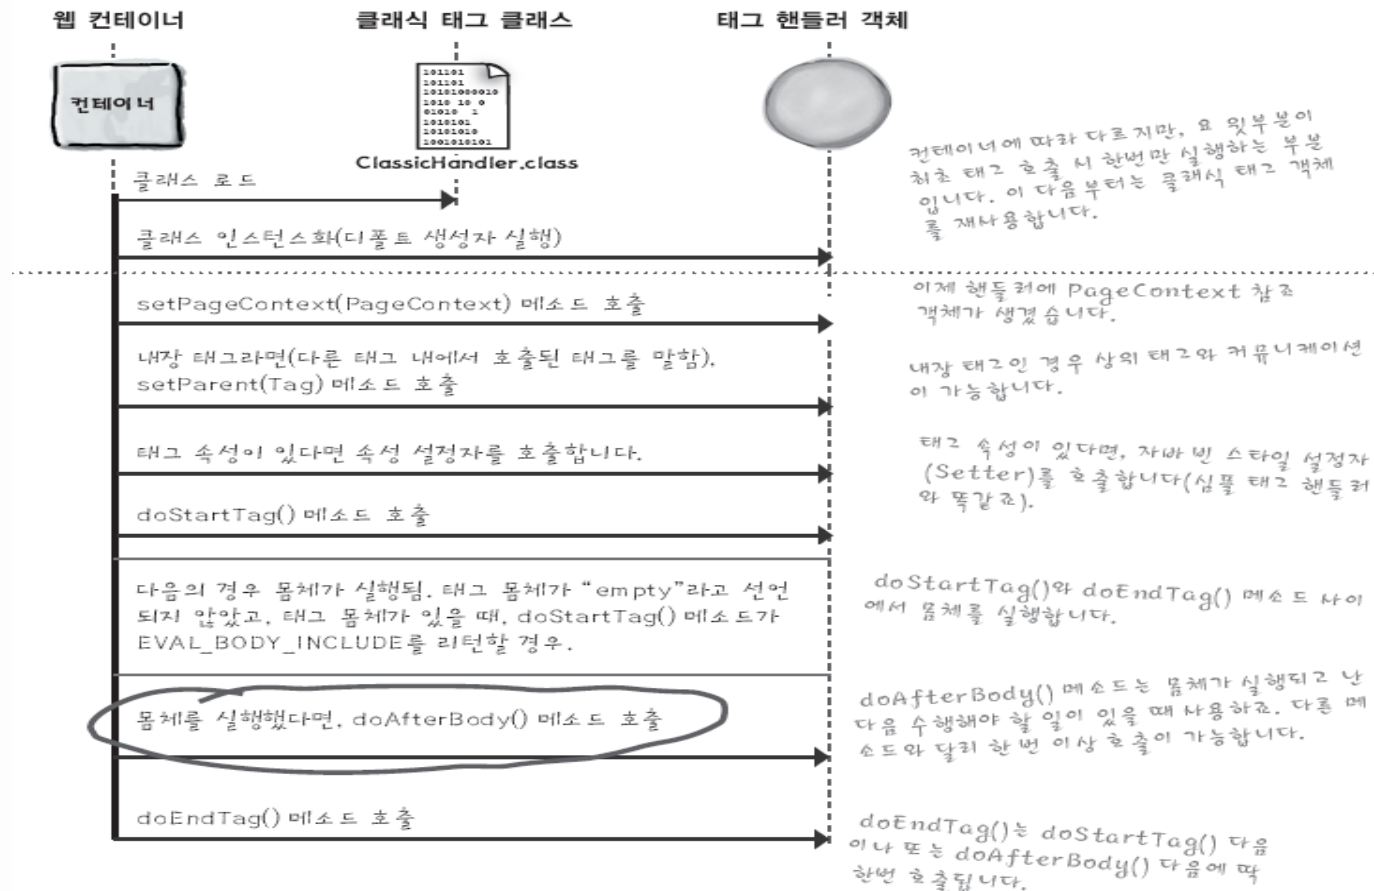 웹 컨테이너
클래식 태그 클래스
태그 핸들러 객체
컨테이너
101101
101101
10101000010
1010 10 0
01010 1
1010101
10101010
1001010101
ClassicHandler.class
컨테이너에 따라 다르지만, 요 윗부분이
최초 태그 호출 시 한번만 실행하는 부분
입니다. 이 다음부터는 클래식 태그 객체
를 재사용합니다.
클래스 로드
클래스 인스턴스화(디폴트 생성자 실행)
setPageContext(PageContext) 메소드 호출
이제 핸들러에 PageContext 참조
객체가 생겼습니다.
내장 태그라면(다른 태그 내에서 호출된 태그를 말함),
setParent(Tag) 메소드 호출
내장 태그인 경우 상위 태그와 커뮤니케이션
이 가능합니다.
태그 속성이 있다면 속성 설정자를 호출합니다.
태그 속성이 있다면, 자바 빈 스타일 설정자
(Setter)를 호출합니다(심플 태그 핸들러
와 똑같죠).
doStartTag() 메소드 호출
다음의 경우 몸체가 실행됨. 태그 몸체가 “empty”라고 선언
되지 않았고, 태그 몸체가 있을 때, doStartTag() 메소드가
EVAL_BODY_INCLUDE를 리턴할 경우.
doStartTag()와 doEndTag() 메소드 사이
에서 몸체를 실행합니다.
몸체를 실행했다면, doAfterBody() 메소드 호출
doAfterBody() 메소드는 몸체가 실행되고 난
다음 수행해야 할 일이 있을 때 사용하죠. 다른 메
소드와 달리 한번 이상 호출이 가능합니다.
doEndTag() 메소드 호출
doEndTag()는 doStartTag() 다음
이나 또는 doAfterBody() 다음에 딱
한번 호출됩니다.